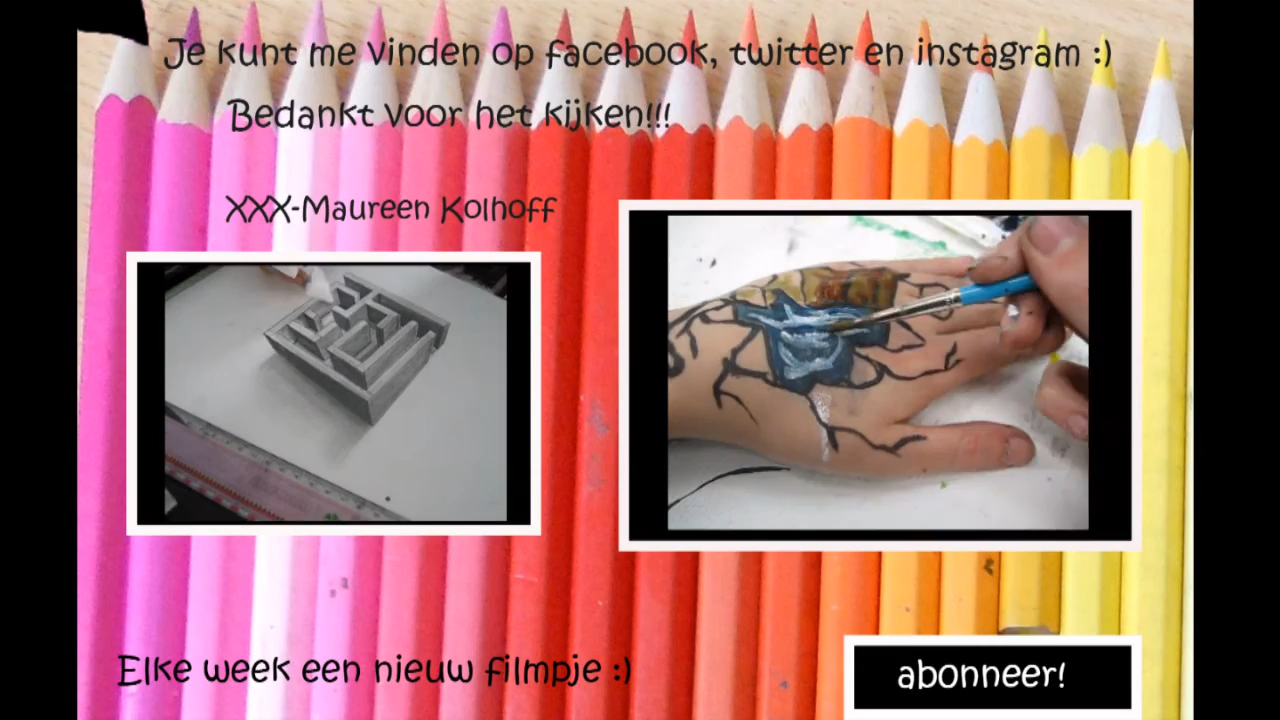 Je kunt me vinden op facebook, twitter en instagram :)
Bedankt voor het kijken!!!
XXX-Maureen Kolhoff
Elke week een nieuw filmpje :)
abonneer!